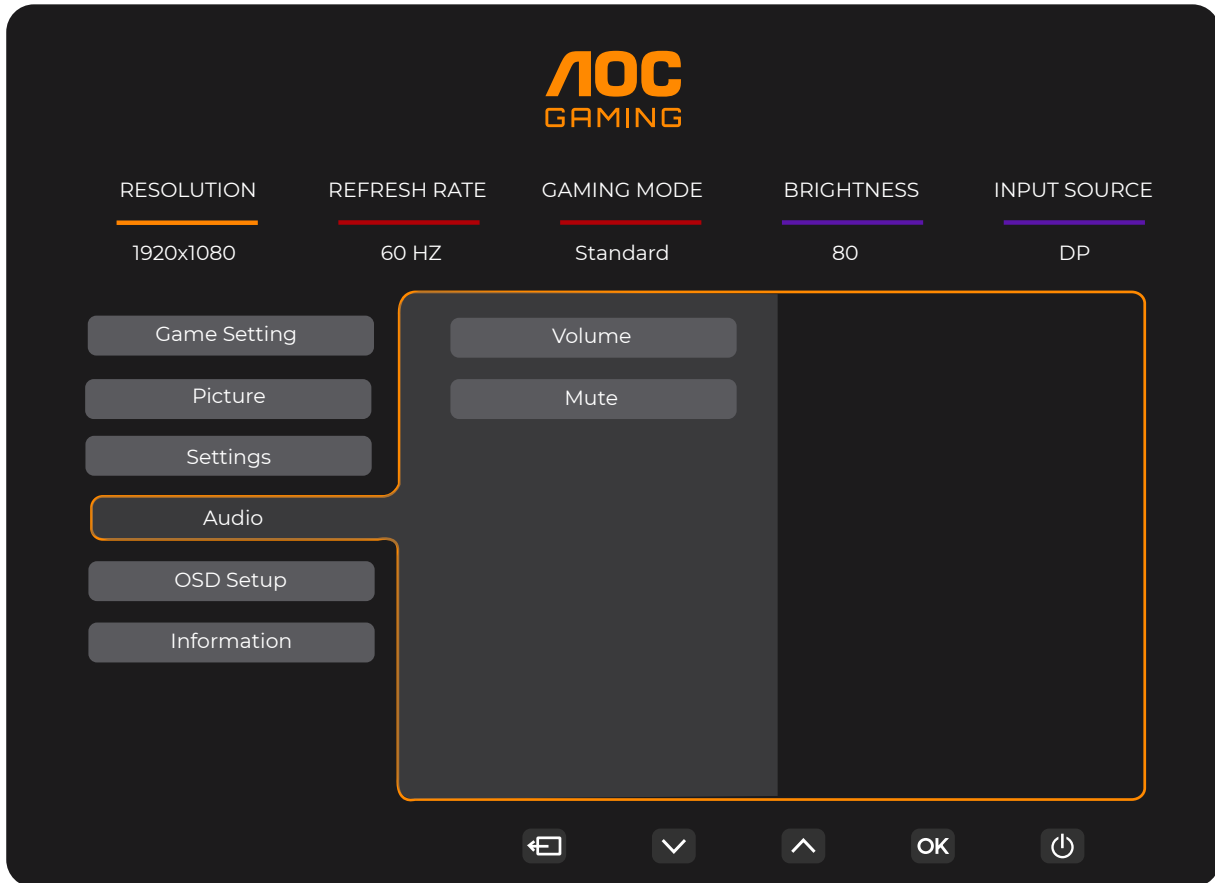 AOC
GAMING
RESOLUTION REFRESH RATE GAMING MODE BRIGHTNESS INPUT SOURCE
1920x1080 60 HZ Standard 80 DP
Game Setting Volume
Picture Mute
Settings
Audio
OSD Setup
Information
OK